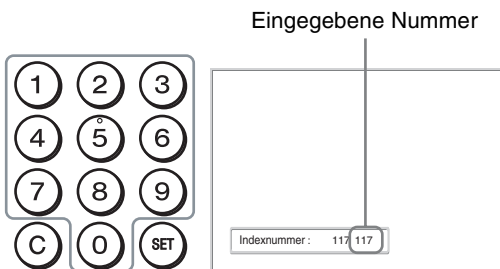 Eingegebene Nummer
1 2 3
4 5 6
7 8 9
C 0 SET
Indexnummer : 117 117